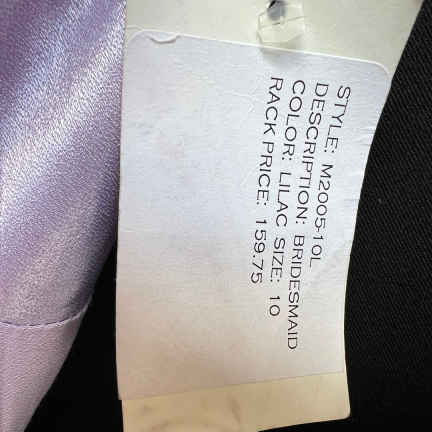 STYLE: M2005-10L
DESCRIPTION: BRIDESMAID
COLOR: LILAC SIZE: 10
RACK PRICE: 159.75